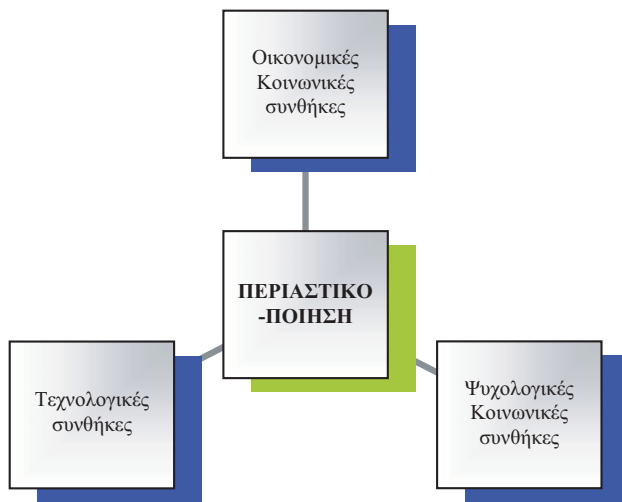 Οικονομικές
Κοινωνικές
συνθήκες
ΠΕΡΙΑΣΤΙΚΟ
-ΠΟΙΗΣΗ
Τεχνολογικές
συνθήκες
Ψυχολογικές
Κοινωνικές
συνθήκες